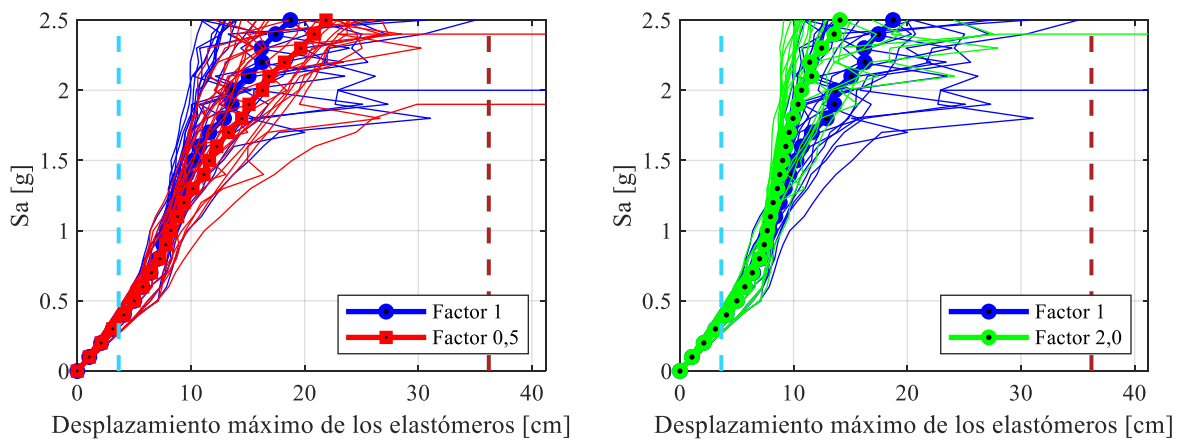 2.5
2
1.5
1
0.5
0
Sa [g]
Factor 1
Factor 0,5
0 10 20 30 40
Desplazamiento máximo de los elastómeros [cm]
2.5
2
1.5
1
0.5
0
Sa [g]
Factor 1
Factor 2,0
0 10 20 30 40
Desplazamiento máximo de los elastómeros [cm]